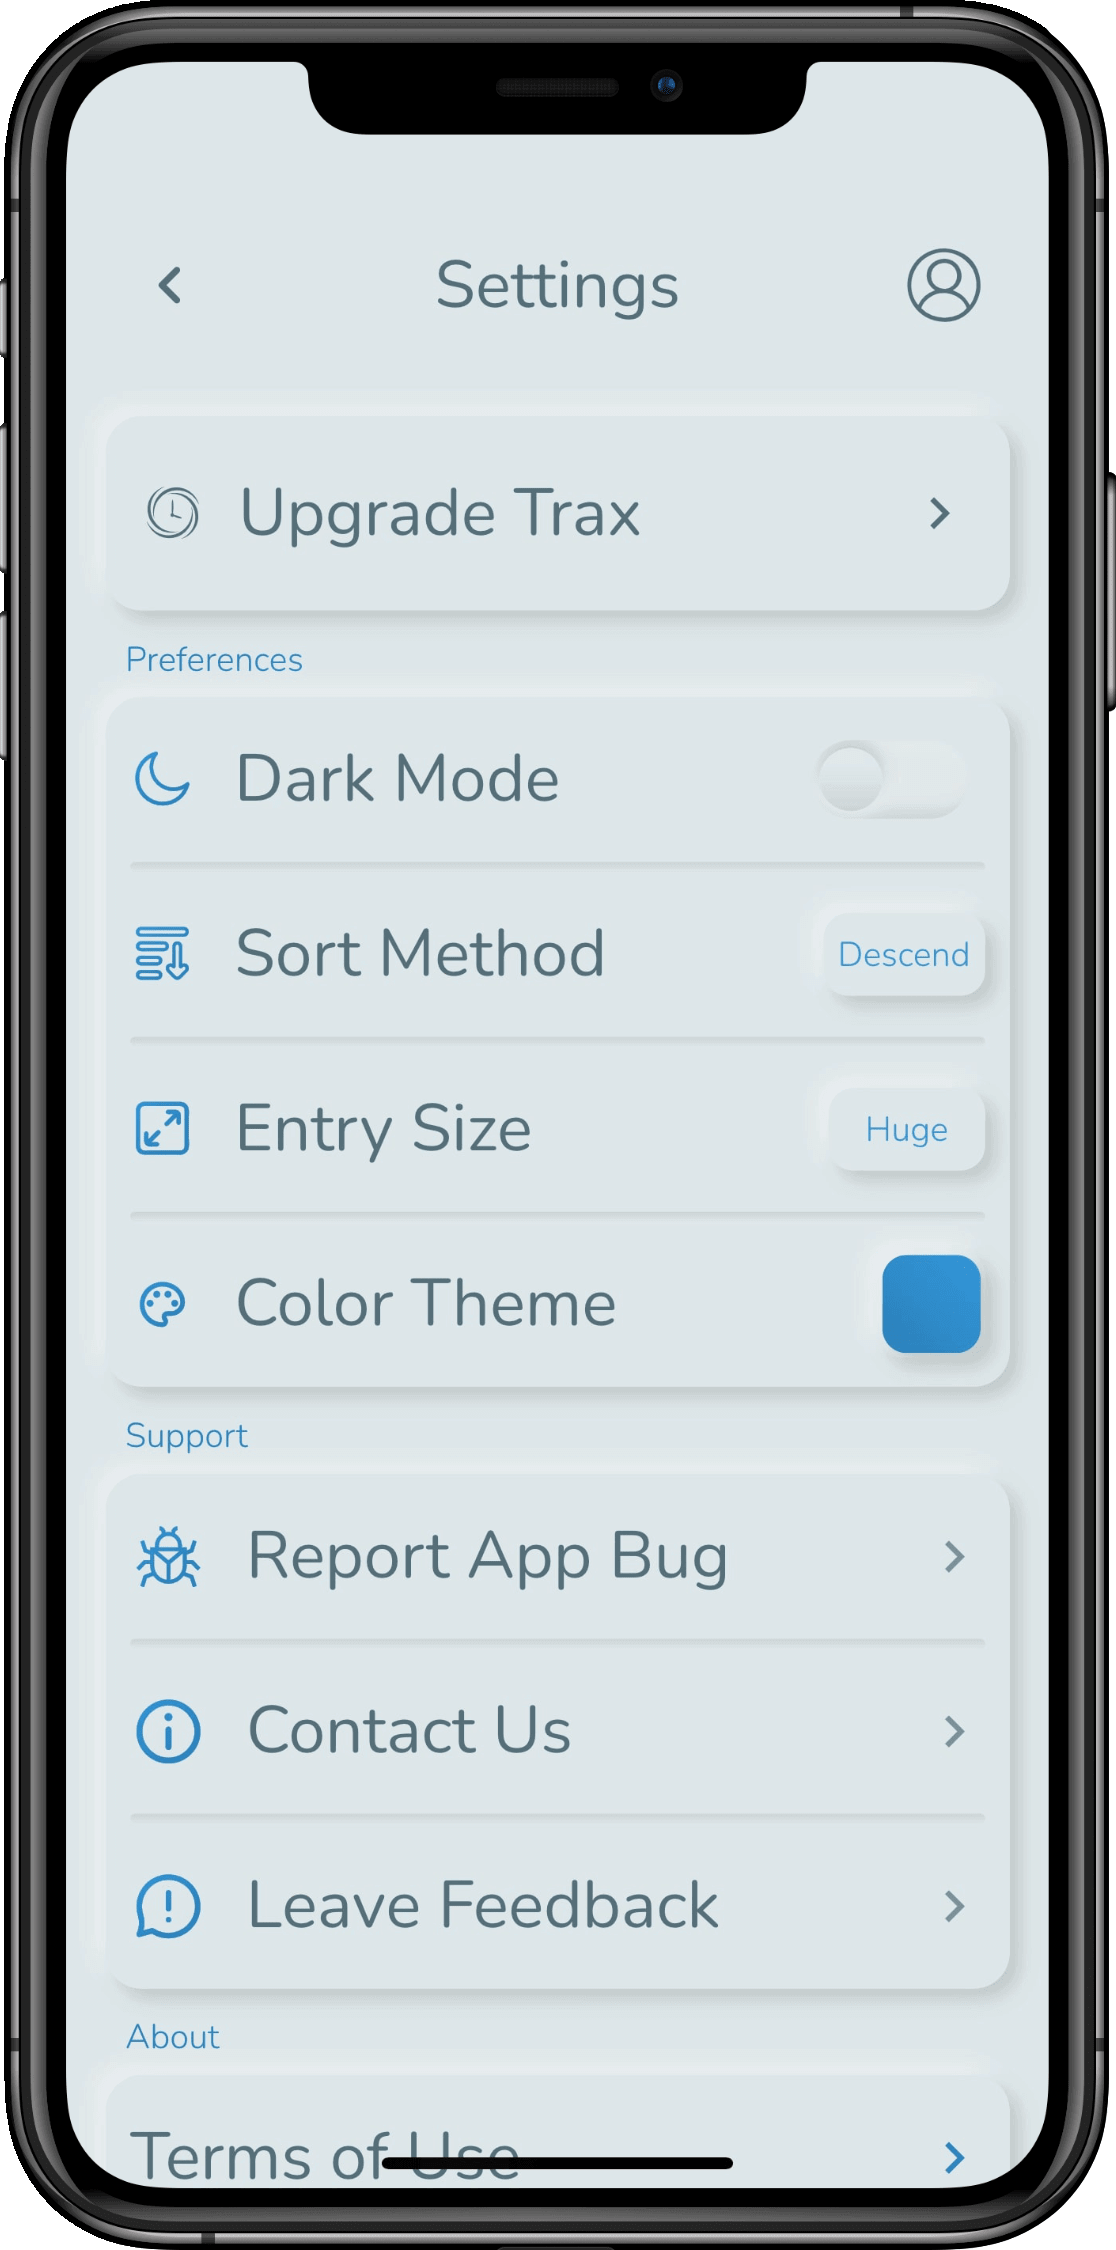 Settings
Upgrade Trax
Preferences
Dark Mode
Sort Method
Descend
Entry Size
Huge
Color Theme
Support
Report App Bug
Contact Us
Leave Feedback
About
Terms of Use